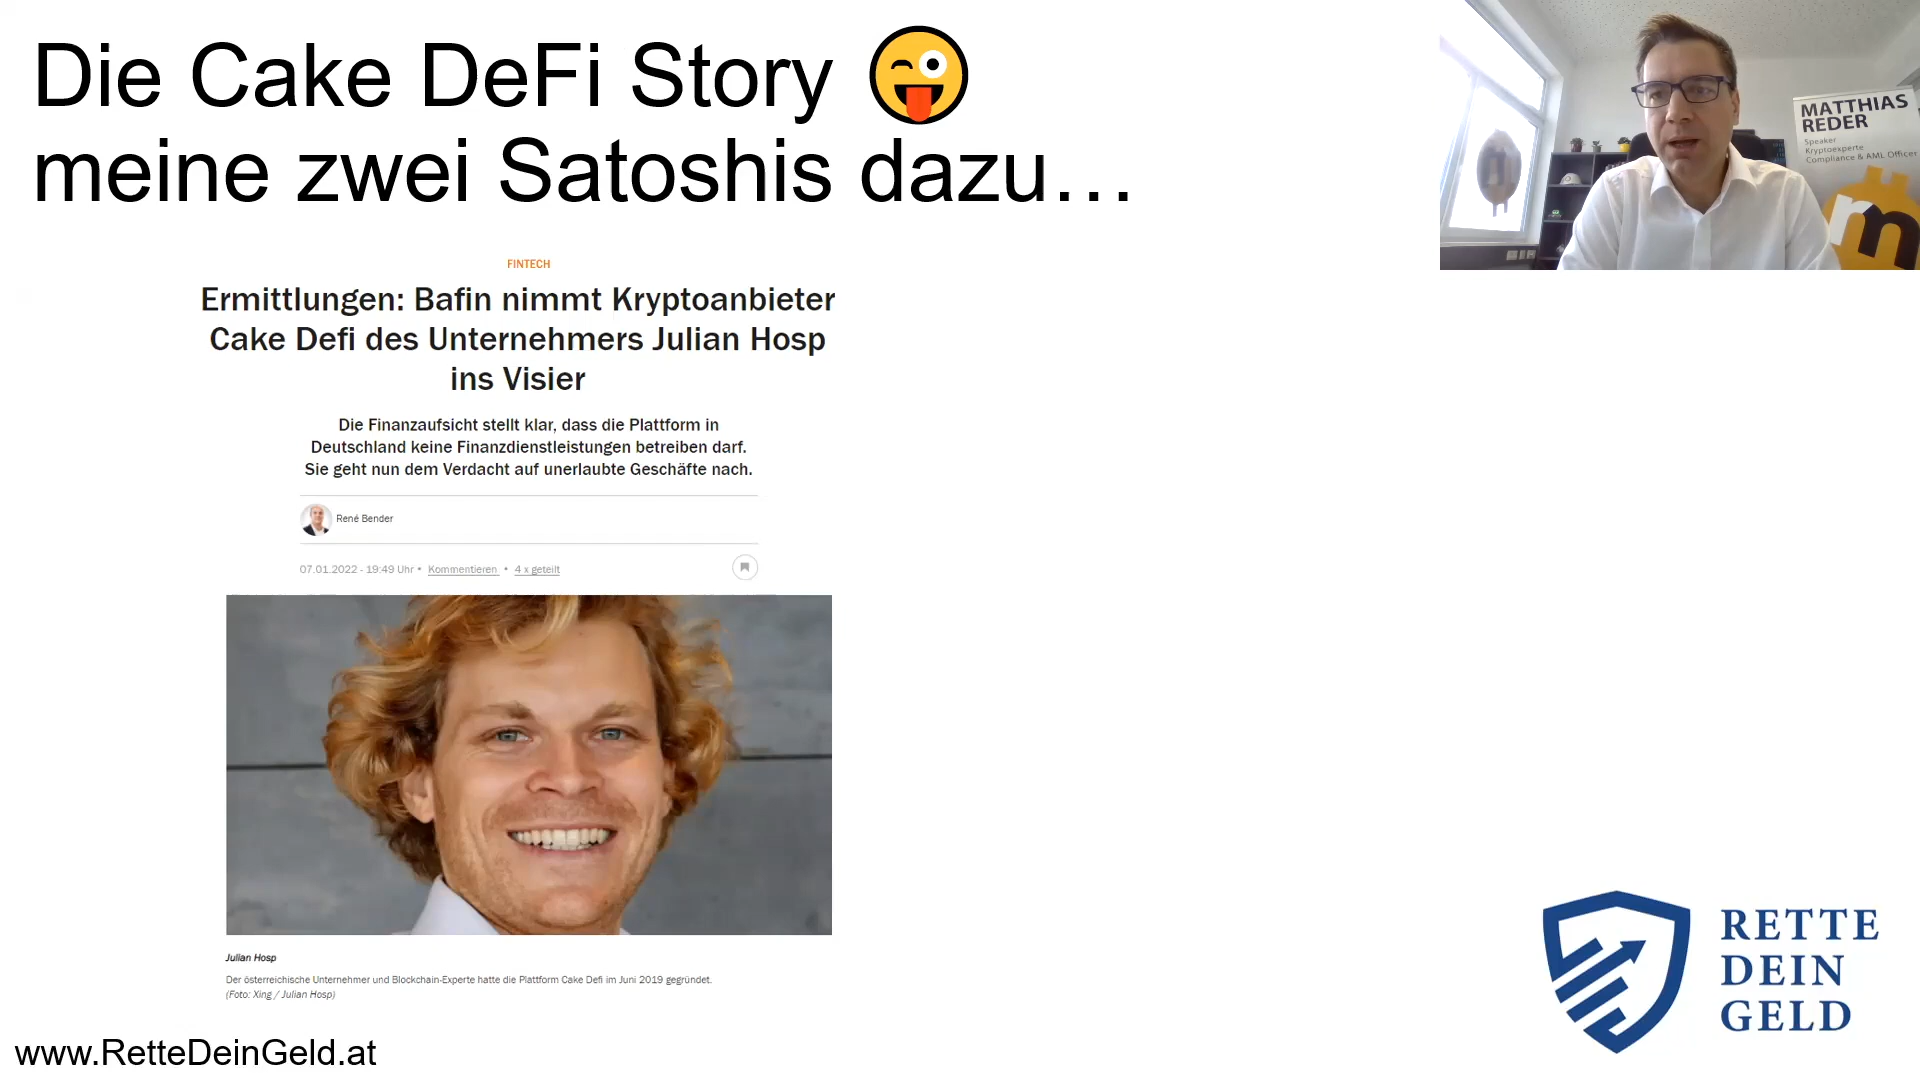 Die Cake DeFi Story 😜
meine zwei Satoshis dazu…
MATTHIAS
REDER
Speaker
Kryptoexperte
Compliance & AML Officer
rm
FINTECH
Ermittlungen: Bafin nimmt Kryptoanbieter
Cake Defi des Unternehmers Julian Hosp
ins Visier
Die Finanzaufsicht stellt klar, dass die Plattform in
Deutschland keine Finanzdienstleistungen betreiben darf.
Sie geht nun dem Verdacht auf unerlaubte Geschäfte nach.
René Bender
07.01.2022 - 19:49 Uhr • Kommentieren • 4 x geteilt
Julian Hosp
Der österreichische Unternehmer und Blockchain-Experte hatte die Plattform Cake Defi im Juni 2019 gegründet.
(Foto: Xing / Julian Hosp)
RETTE
DEIN
GELD
www.RetteDeinGeld.at